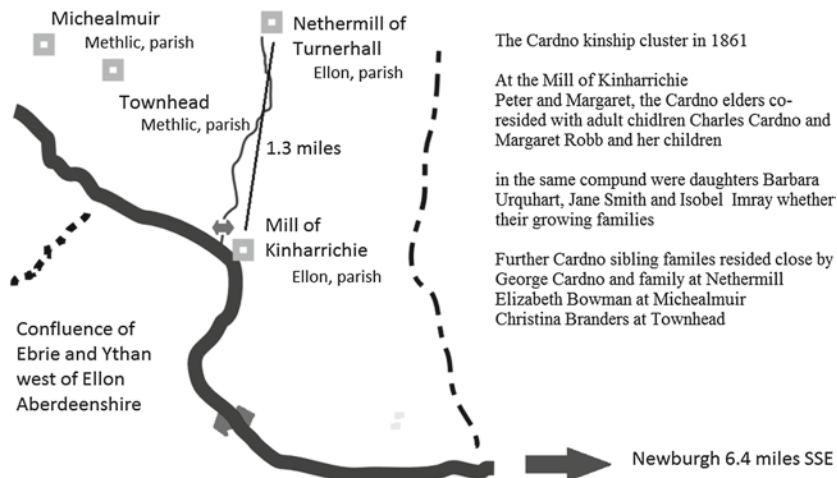 Michealmuir
Methlic, parish
Townhead
Methlic, parish
Nethermill of
Turnerhall
Ellon, parish
1.3 miles
Mill of
Kinharrichie
Ellon, parish
Confluence of
Ebrie and Ythan
west of Ellon
Aberdeenshire
Newburgh 6.4 miles SSE
The Cardno kinship cluster in 1861
At the Mill of Kinharrichie
Peter and Margaret, the Cardno elders co-
resided with adult chidlren Charles Cardno and
Margaret Robb and her children
in the same compund were daughters Barbara
Urquhart, Jane Smith and Isobel Imray whether
their growing families
Further Cardno sibling familes resided close by
George Cardno and family at Nethermill
Elizabeth Bowman at Michealmuir
Christina Branders at Townhead